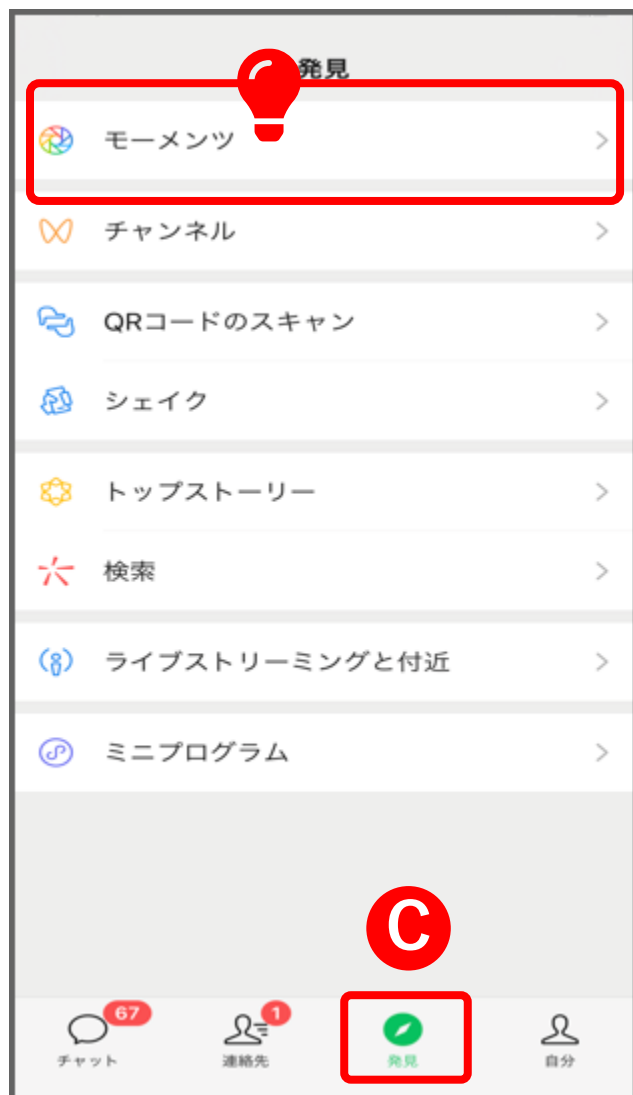 発見
モーメンツ
チャンネル
QRコードのスキャン
シェイク
トップストーリー
検索
ライブストリーミングと付近
ミニプログラム
C
67
1
チャット
連絡先
発見
自分